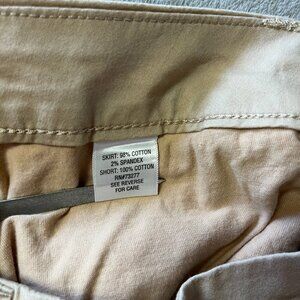 SKIRT: 98% COTTON
2% SPANDEX
SHORT: 100% COTTON
RN#73277
SEE REVERSE
FOR CARE